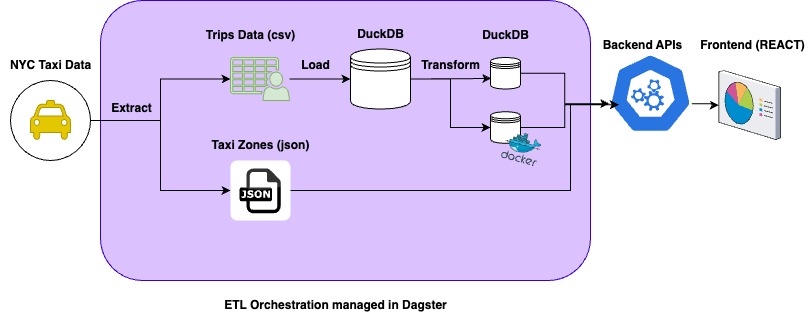 NYC Taxi Data
Extract
Trips Data (csv)
Load
DuckDB
Transform
DuckDB
docker
Taxi Zones (json)
JSON
Backend APIs
Frontend (REACT)
ETL Orchestration managed in Dagster